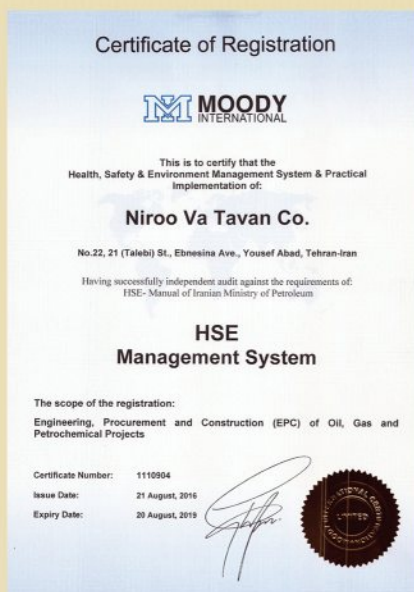 Certificate of Registration
MOODY
INTERNATIONAL
This is to certify that the
Health, Safety & Environment Management System & Practical
Implementation of:
Niroo Va Tavan Co.
No.22, 21 (Talebi) St., Ebnesina Ave., Yousef Abad, Tehran-Iran
Having successfully independent audit against the requirements of:
HSE- Manual of Iranian Ministry of Petroleum
HSE
Management System
The scope of the registration:
Engineering, Procurement and Construction (EPC) of Oil, Gas and
Petrochemical Projects
Certificate Number: 1110904
Issue Date: 21 August, 2016
Expiry Date: 20 August, 2019
LIMITED